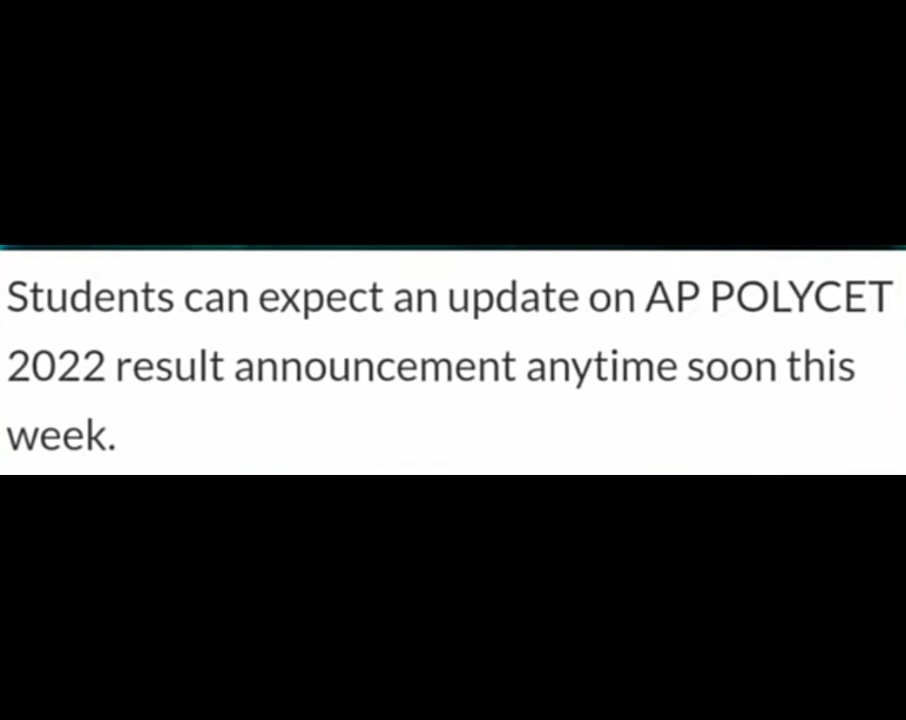 Students can expect an update on AP POLYCET
2022 result announcement anytime soon this
week.